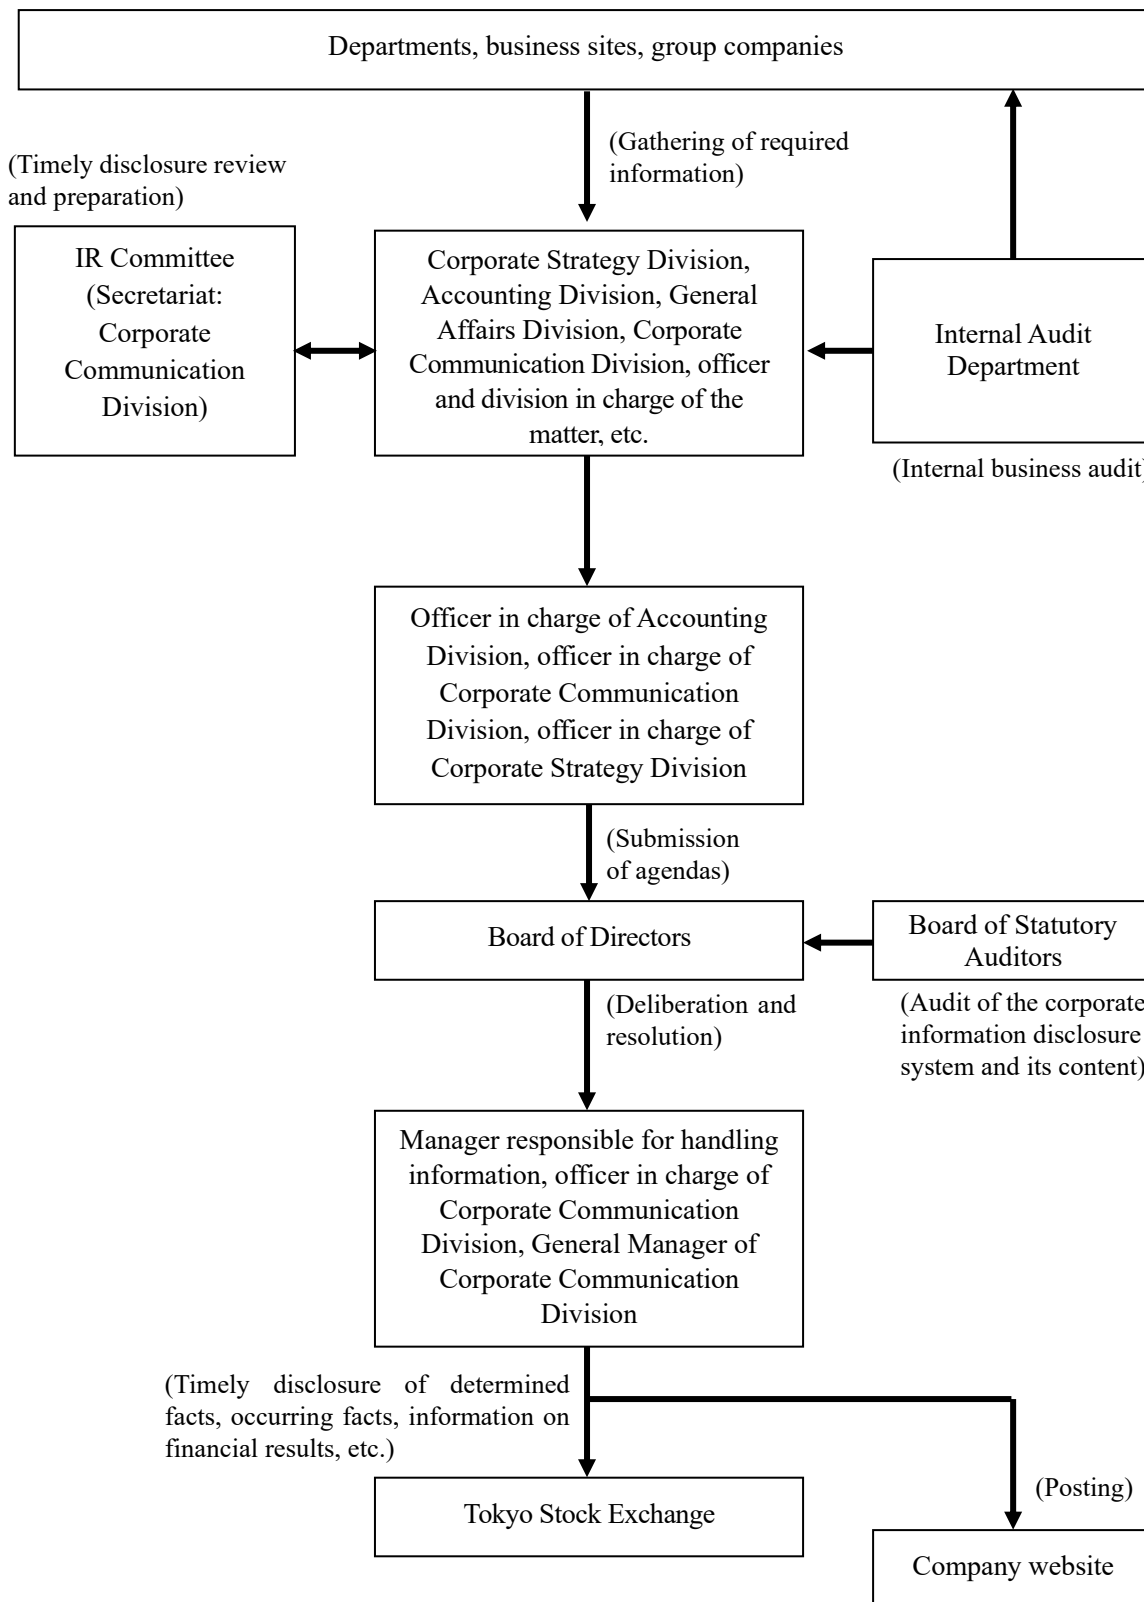 Departments, business sites, group companies
(Gathering of required
information)
(Timely disclosure review
and preparation)
IR Committee
(Secretariat:
Corporate
Communication
Division)
Corporate Strategy Division,
Accounting Division, General
Affairs Division, Corporate
Communication Division, officer
and division in charge of the
matter, etc.
Internal Audit
Department
(Internal business audit)
Officer in charge of Accounting
Division, officer in charge of
Corporate Communication
Division, officer in charge of
Corporate Strategy Division
(Submission
of agendas)
Board of Directors
Board of Statutory
Auditors
(Deliberation and
resolution)
(Audit of the corporate
information disclosure
system and its content)
Manager responsible for handling
information, officer in charge of
Corporate Communication
Division, General Manager of
Corporate Communication
Division
(Timely disclosure of determined
facts, occurring facts, information on
financial results, etc.)
Tokyo Stock Exchange
(Posting)
Company website